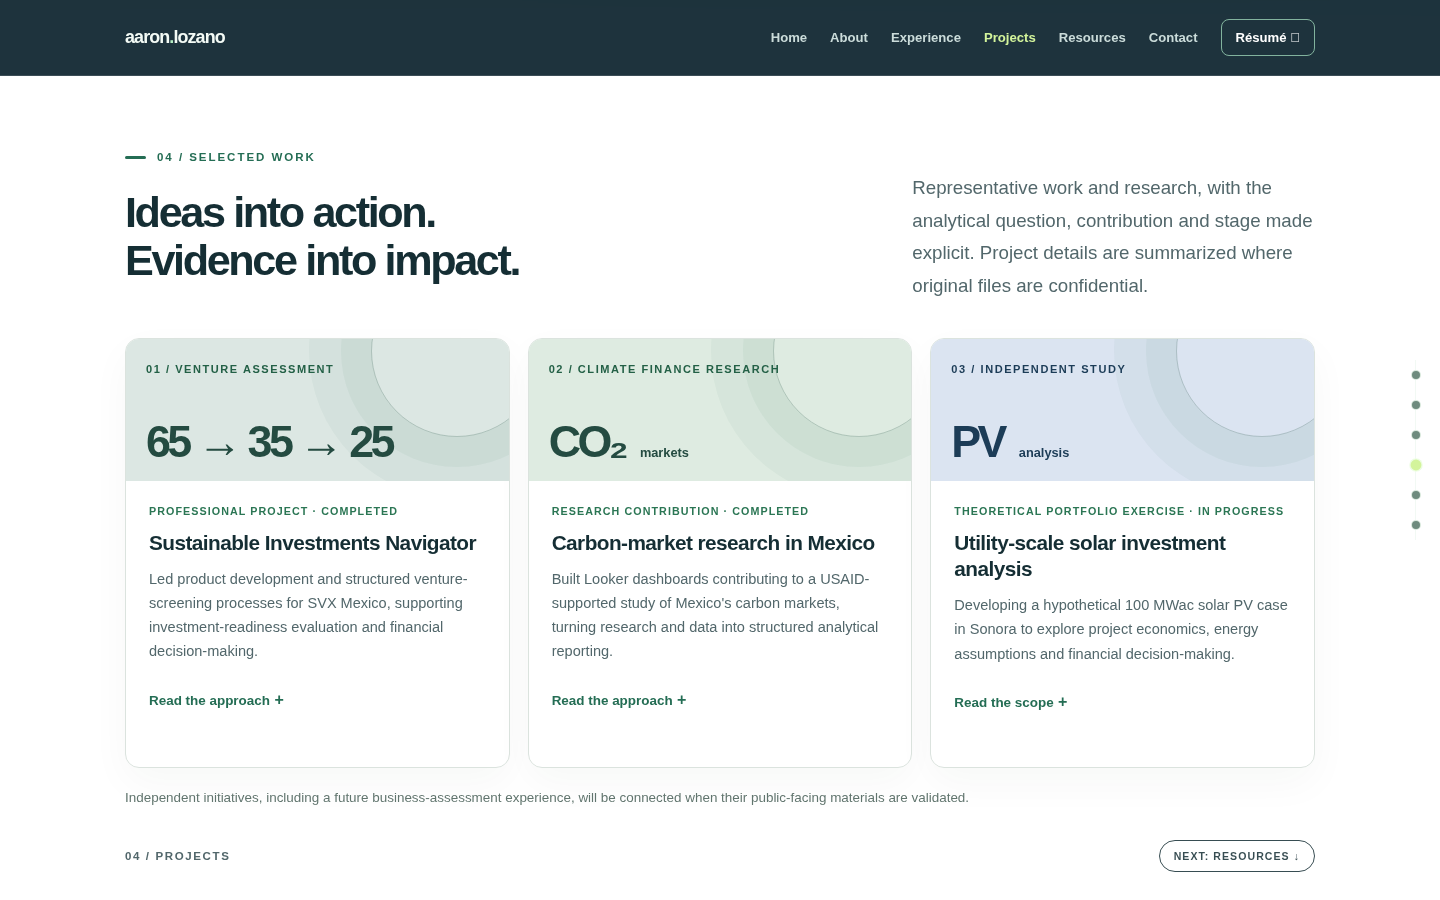 aaron.lozano
Home About Experience Projects Resources Contact Résumé
04 / SELECTED WORK
Ideas into action.
Evidence into impact.
Representative work and research, with the
analytical question, contribution and stage made
explicit. Project details are summarized where
original files are confidential.
01 / VENTURE ASSESSMENT
65 → 35 → 25
PROFESSIONAL PROJECT · COMPLETED
Sustainable Investments Navigator
Led product development and structured venture-
screening processes for SVX Mexico, supporting
investment-readiness evaluation and financial
decision-making.
Read the approach +
02 / CLIMATE FINANCE RESEARCH
CO₂ markets
RESEARCH CONTRIBUTION · COMPLETED
Carbon-market research in Mexico
Built Looker dashboards contributing to a USAID-
supported study of Mexico's carbon markets,
turning research and data into structured analytical
reporting.
Read the approach +
03 / INDEPENDENT STUDY
PV analysis
THEORETICAL PORTFOLIO EXERCISE · IN PROGRESS
Utility-scale solar investment
analysis
Developing a hypothetical 100 MWac solar PV case
in Sonora to explore project economics, energy
assumptions and financial decision-making.
Read the scope +
Independent initiatives, including a future business-assessment experience, will be connected when their public-facing materials are validated.
04 / PROJECTS
NEXT: RESOURCES ↓